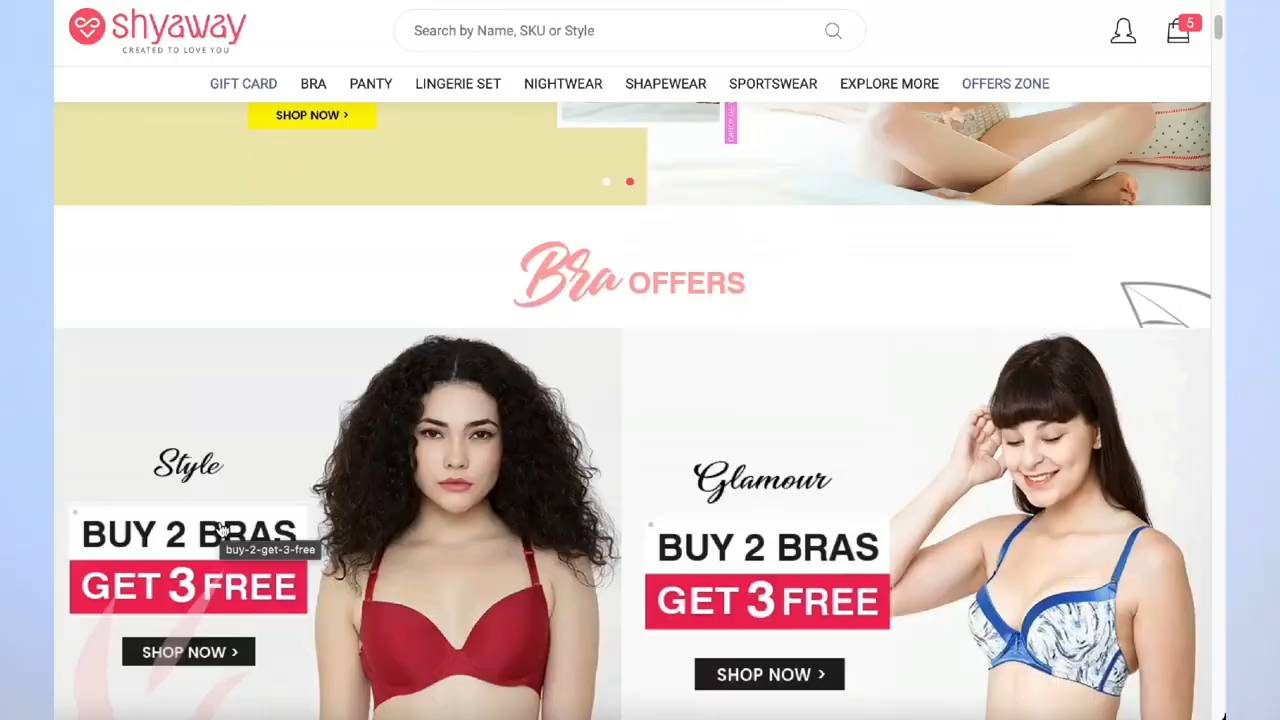 shyaway
CREATED TO LOVE YOU
Search by Name, SKU or Style
5
GIFT CARD BRA PANTY LINGERIE SET NIGHTWEAR SHAPEWEAR SPORTSWEAR EXPLORE MORE OFFERS ZONE
SHOP NOW >
Bra OFFERS
Style
BUY 2 BRAS
buy-2-get-3-free
GET 3 FREE
SHOP NOW >
Glamour
BUY 2 BRAS
GET 3 FREE
SHOP NOW >